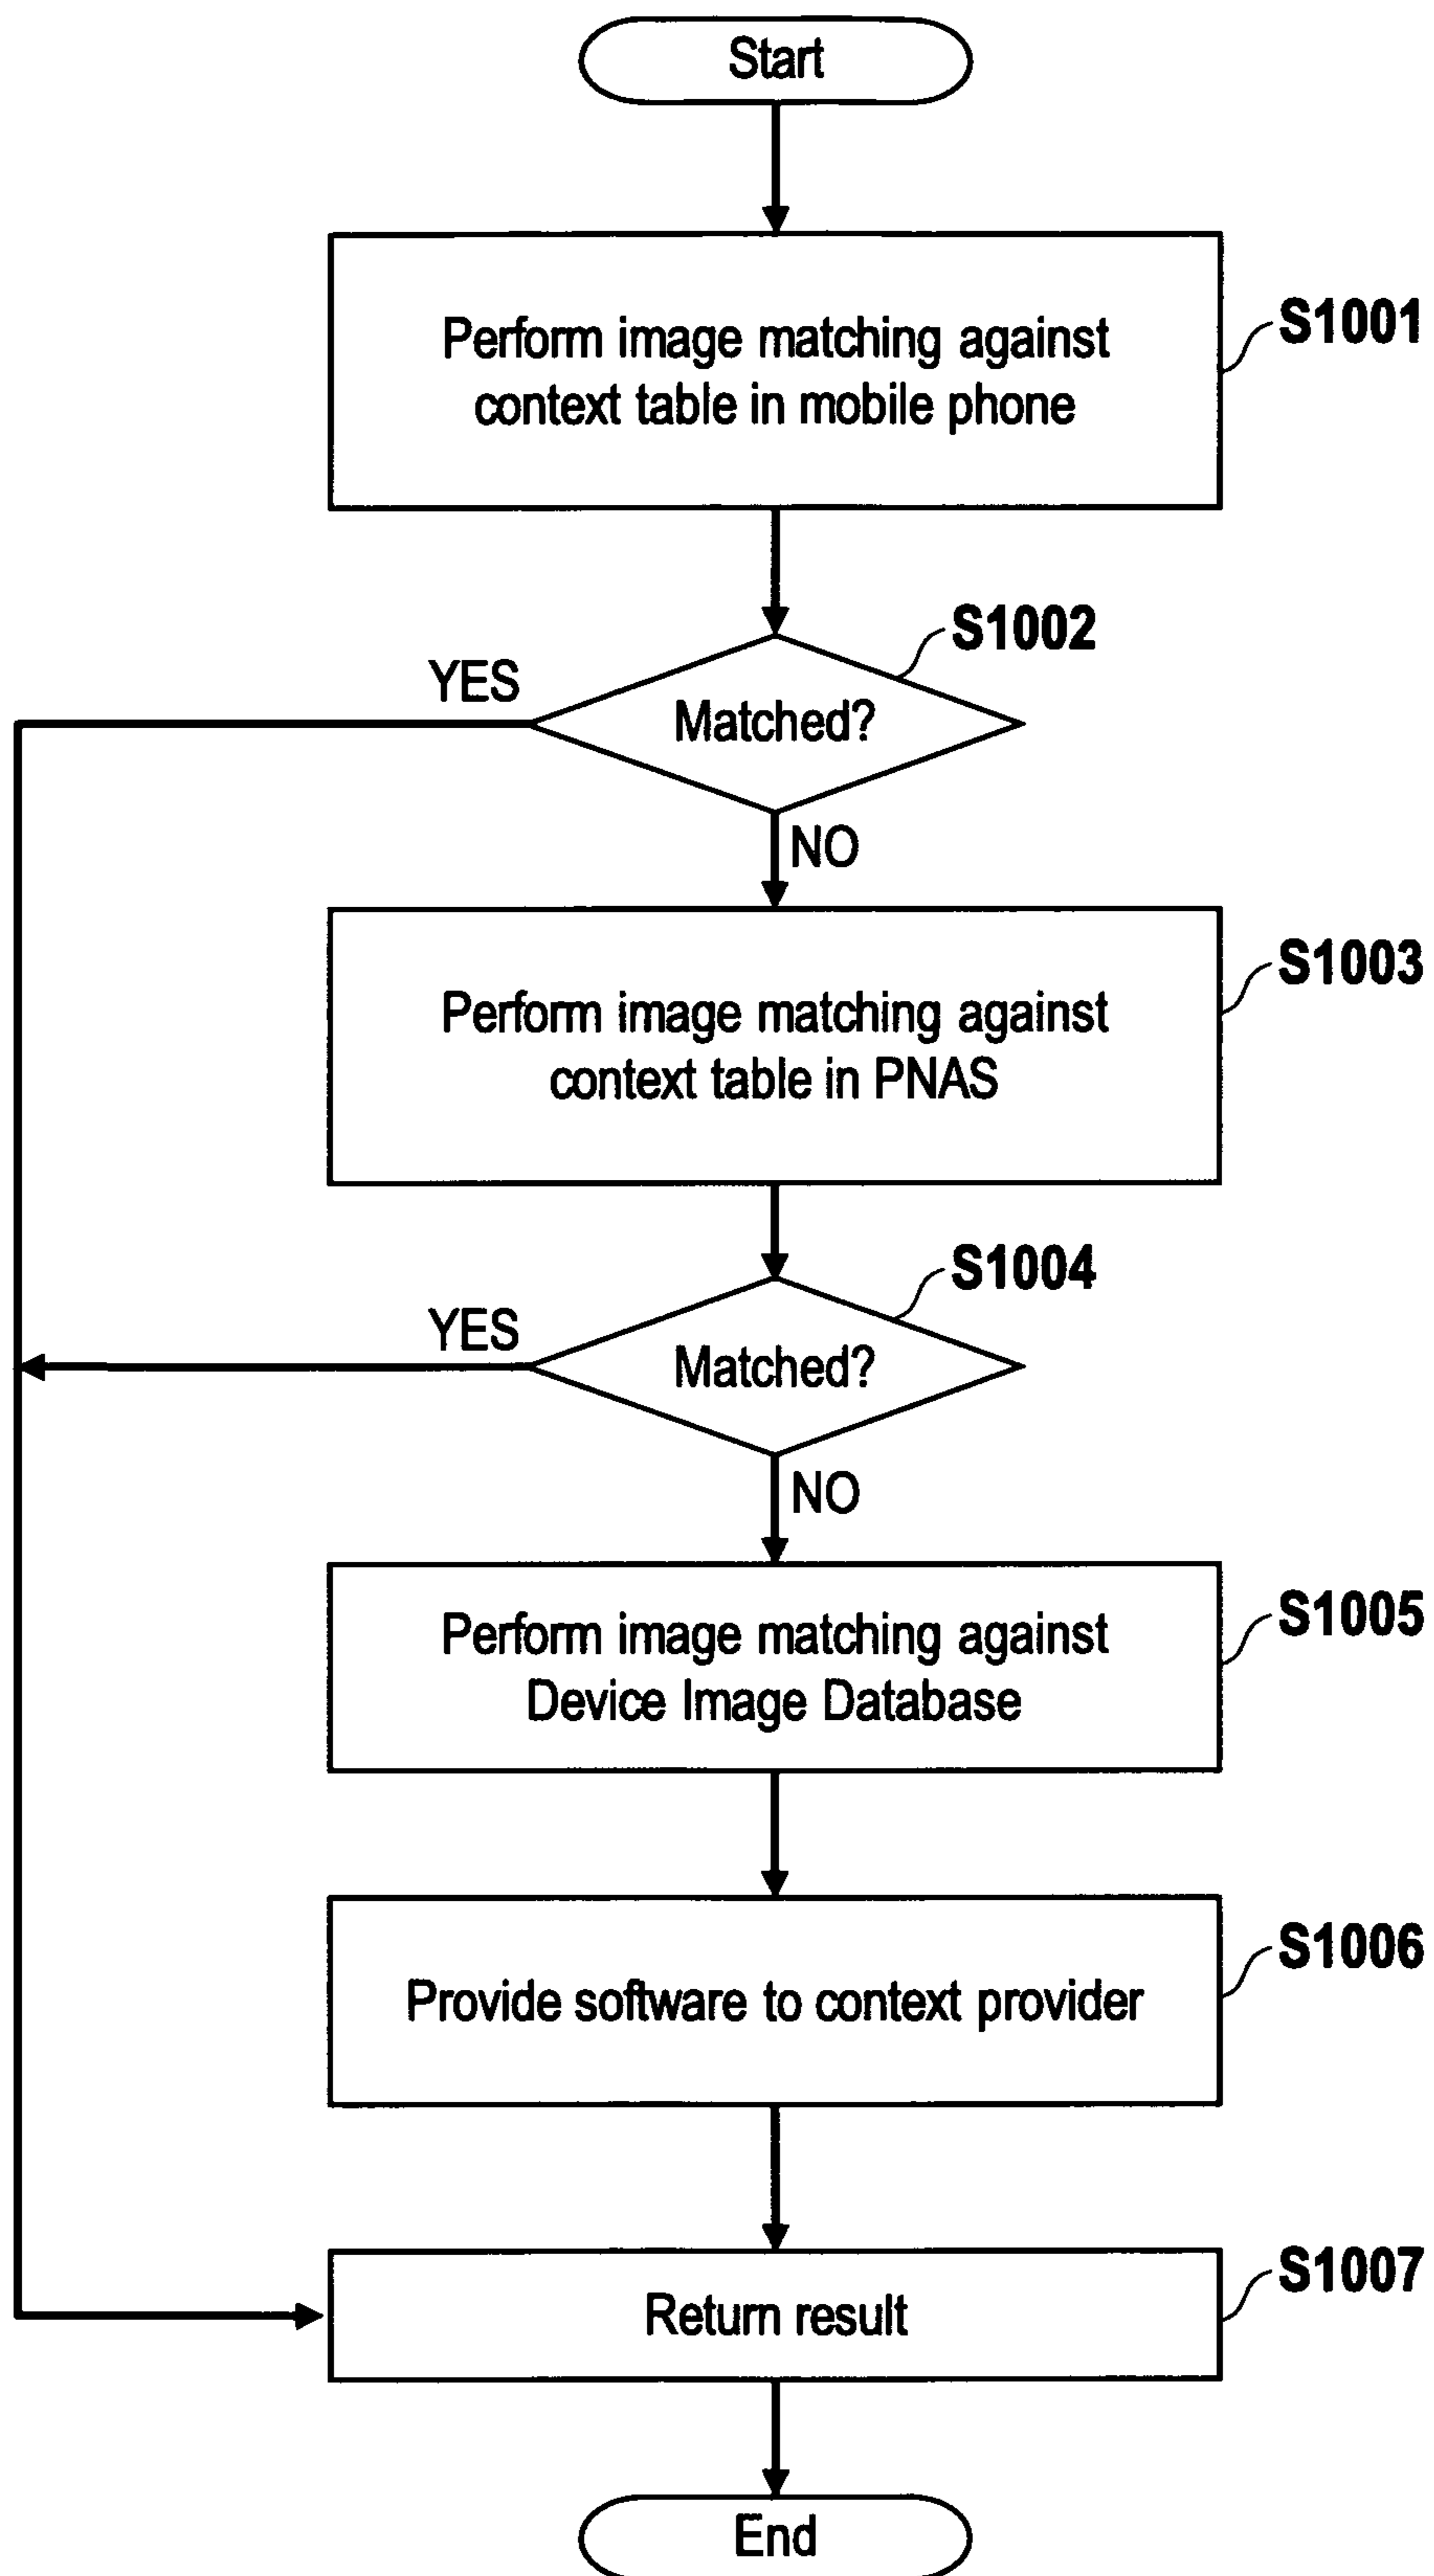 Start
Perform image matching against
context table in mobile phone
S1001
S1002
YES
Matched?
NO
Perform image matching against
context table in PNAS
S1003
S1004
YES
Matched?
NO
Perform image matching against
Device Image Database
S1005
Provide software to context provider
S1006
Return result
S1007
End